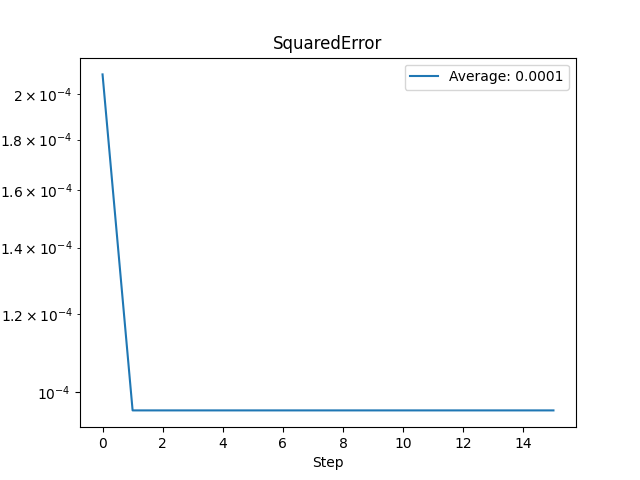 SquaredError
Average: 0.0001
2 × 10⁻⁴
1.8 × 10⁻⁴
1.6 × 10⁻⁴
1.4 × 10⁻⁴
1.2 × 10⁻⁴
10⁻⁴
0 2 4 6 8 10 12 14
Step